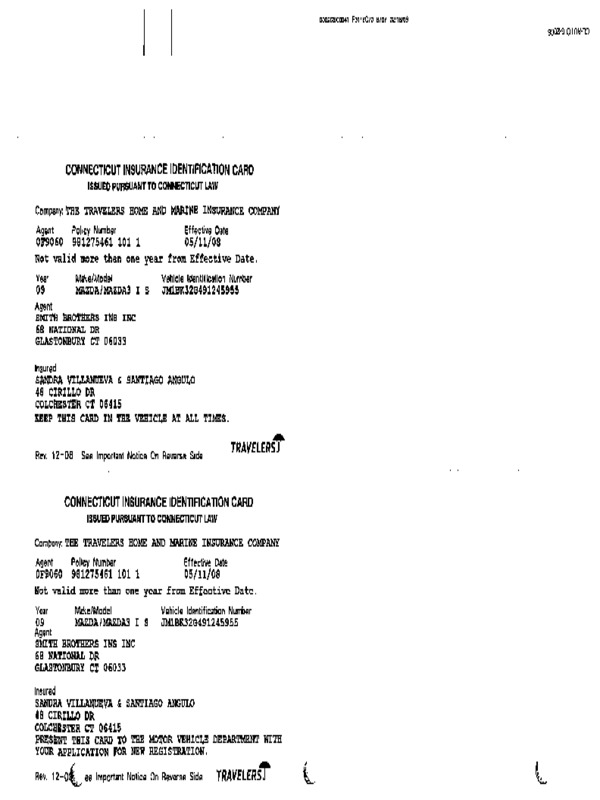 CONNECTICUT INSURANCE IDENTIFICATION CARD
ISSUED PURSUANT TO CONNECTICUT LAW
Company: THE TRAVELERS HOME AND MARINE INSURANCE COMPANY
Agent Policy Number Effective Date
0F9060 981275461 101 1 05/11/08
Not valid more than one year from Effective Date.
Year Make/Model Vehicle Identification Number
09 MAZDA/MAZDA3 I S JM1BK32G491245955
Agent
SMITH BROTHERS INS INC
68 NATIONAL DR
GLASTONBURY CT 06033
Insured
SANDRA VILLANUEVA & SANTIAGO ANGULO
48 CIRILLO DR
COLCHESTER CT 06415
KEEP THIS CARD IN THE VEHICLE AT ALL TIMES.
TRAVELERS
Rev. 12-08 See Important Notice On Reverse Side
CONNECTICUT INSURANCE IDENTIFICATION CARD
ISSUED PURSUANT TO CONNECTICUT LAW
Company: THE TRAVELERS HOME AND MARINE INSURANCE COMPANY
Agent Policy Number Effective Date
0F9060 981275461 101 1 05/11/08
Not valid more than one year from Effective Date.
Year Make/Model Vehicle Identification Number
09 MAZDA/MAZDA3 I S JM1BK32G491245955
Agent
SMITH BROTHERS INS INC
68 NATIONAL DR
GLASTONBURY CT 06033
Insured
SANDRA VILLANUEVA & SANTIAGO ANGULO
48 CIRILLO DR
COLCHESTER CT 06415
PRESENT THIS CARD TO THE MOTOR VEHICLE DEPARTMENT WITH
YOUR APPLICATION FOR NEW REGISTRATION.
Rev. 12-0 ee Important Notice On Reverse Side TRAVELERS